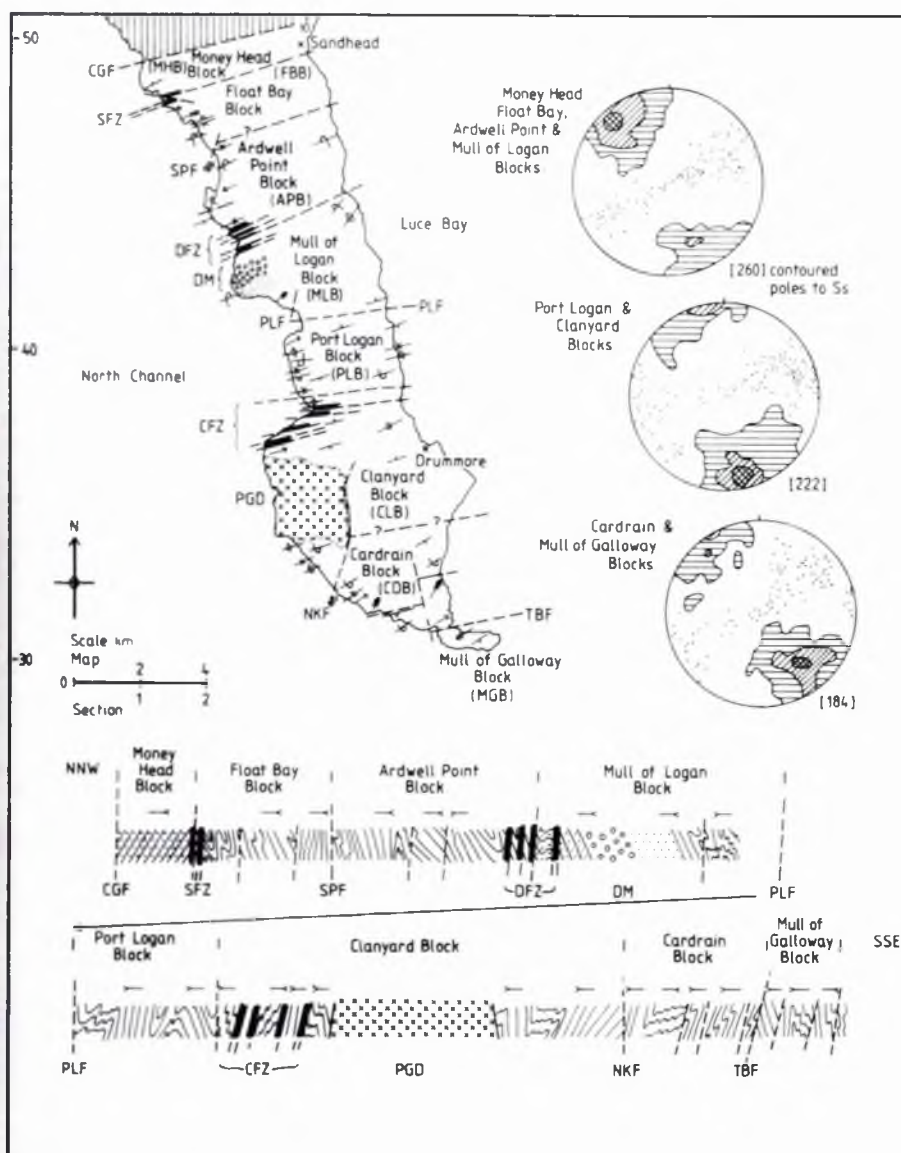 50
Sandhead
CGF
Money Head
(MHB) Block (FBB)
Float Bay
Block
SFZ
?
SPF
Ardwell
Point
Block
(APB)
Luce Bay
DFZ
DM
Mull of
Logan
Block
(MLB)
PLF
PLF
40
Port Logan
Block
(PLB)
North Channel
CFZ
Drummore
Clanyard
Block
(CLB)
PGD
?
?
Cardrain
Block
(CDB)
NKF
TBF
30
Mull of Galloway
Block
(MGB)
N
Scale km
Map
2 4
0
1 2
Section
Money Head
Float Bay,
Ardwell Point &
Mull of Logan
Blocks
[260] contoured
poles to Ss
Port Logan &
Clanyard
Blocks
[222]
Cardrain &
Mull of Galloway
Blocks
[184]
NNW
Money
Head
Block
Float Bay
Block
Ardwell Point
Block
Mull of Logan
Block
CGF
SFZ
SPF
DFZ
DM
PLF
Port Logan
Block
Clanyard Block
Cardrain
Block
Mull of
Galloway
Block
SSE
PLF
CFZ
PGD
NKF
TBF